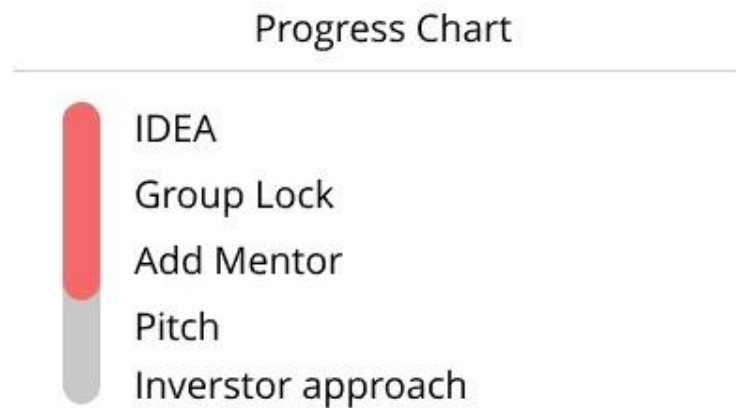 Progress Chart
IDEA
Group Lock
Add Mentor
Pitch
Inverstor approach